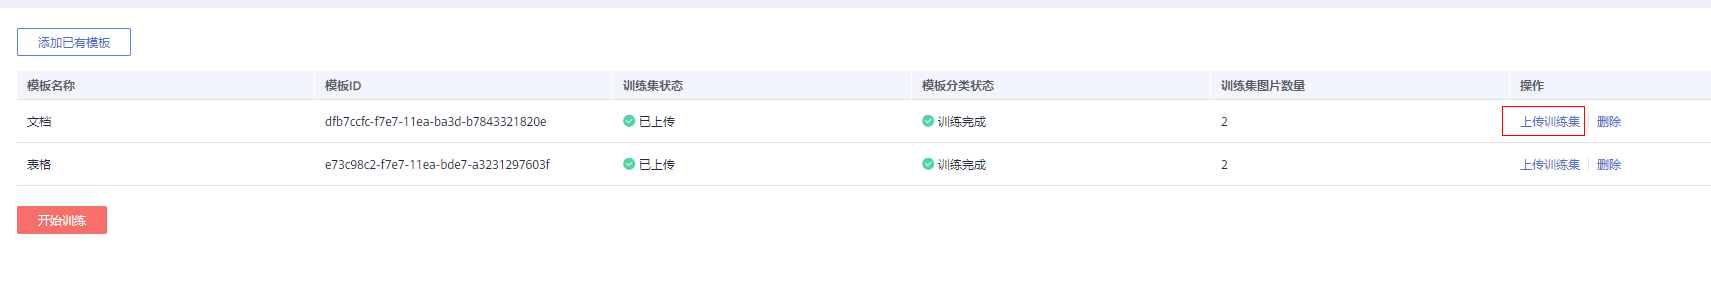 添加已有模板
模板名称 模板ID 训练集状态 模板分类状态 训练集图片数量 操作
文档 dfb7ccfc-f7e7-11ea-ba3d-b7843321820e 已上传 训练完成 2 上传训练集 删除
表格 e73c98c2-f7e7-11ea-bde7-a3231297603f 已上传 训练完成 2 上传训练集 删除
开始训练